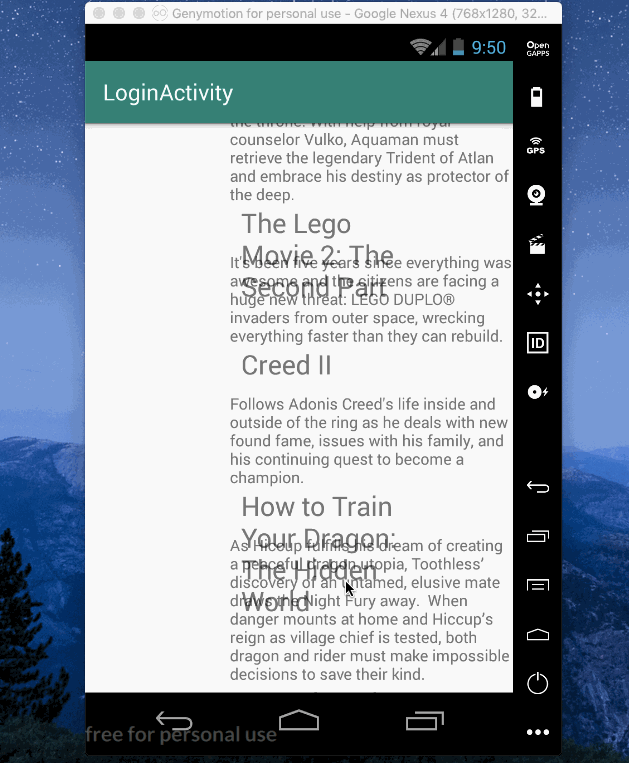 Genymotion for personal use - Google Nexus 4 (768x1280, 32...
9:50
Open
GAPPS
LoginActivity
GPS
ID
the throne. With help from royal
counselor Vulko, Aquaman must
retrieve the legendary Trident of Atlan
and embrace his destiny as protector of
the deep.
The Lego
Movie 2: The
Second Part
It's been five years since everything was
awesome and the citizens are facing a
huge new threat: LEGO DUPLO®
invaders from outer space, wrecking
everything faster than they can rebuild.
Creed II
Follows Adonis Creed's life inside and
outside of the ring as he deals with new
found fame, issues with his family, and
his continuing quest to become a
champion.
How to Train
Your Dragon:
The Hidden
World
As Hiccup fulfills his dream of creating
a peaceful dragon utopia, Toothless'
discovery of an untamed, elusive mate
draws the Night Fury away.  When
danger mounts at home and Hiccup's
reign as village chief is tested, both
dragon and rider must make impossible
decisions to save their kind.
free for personal use